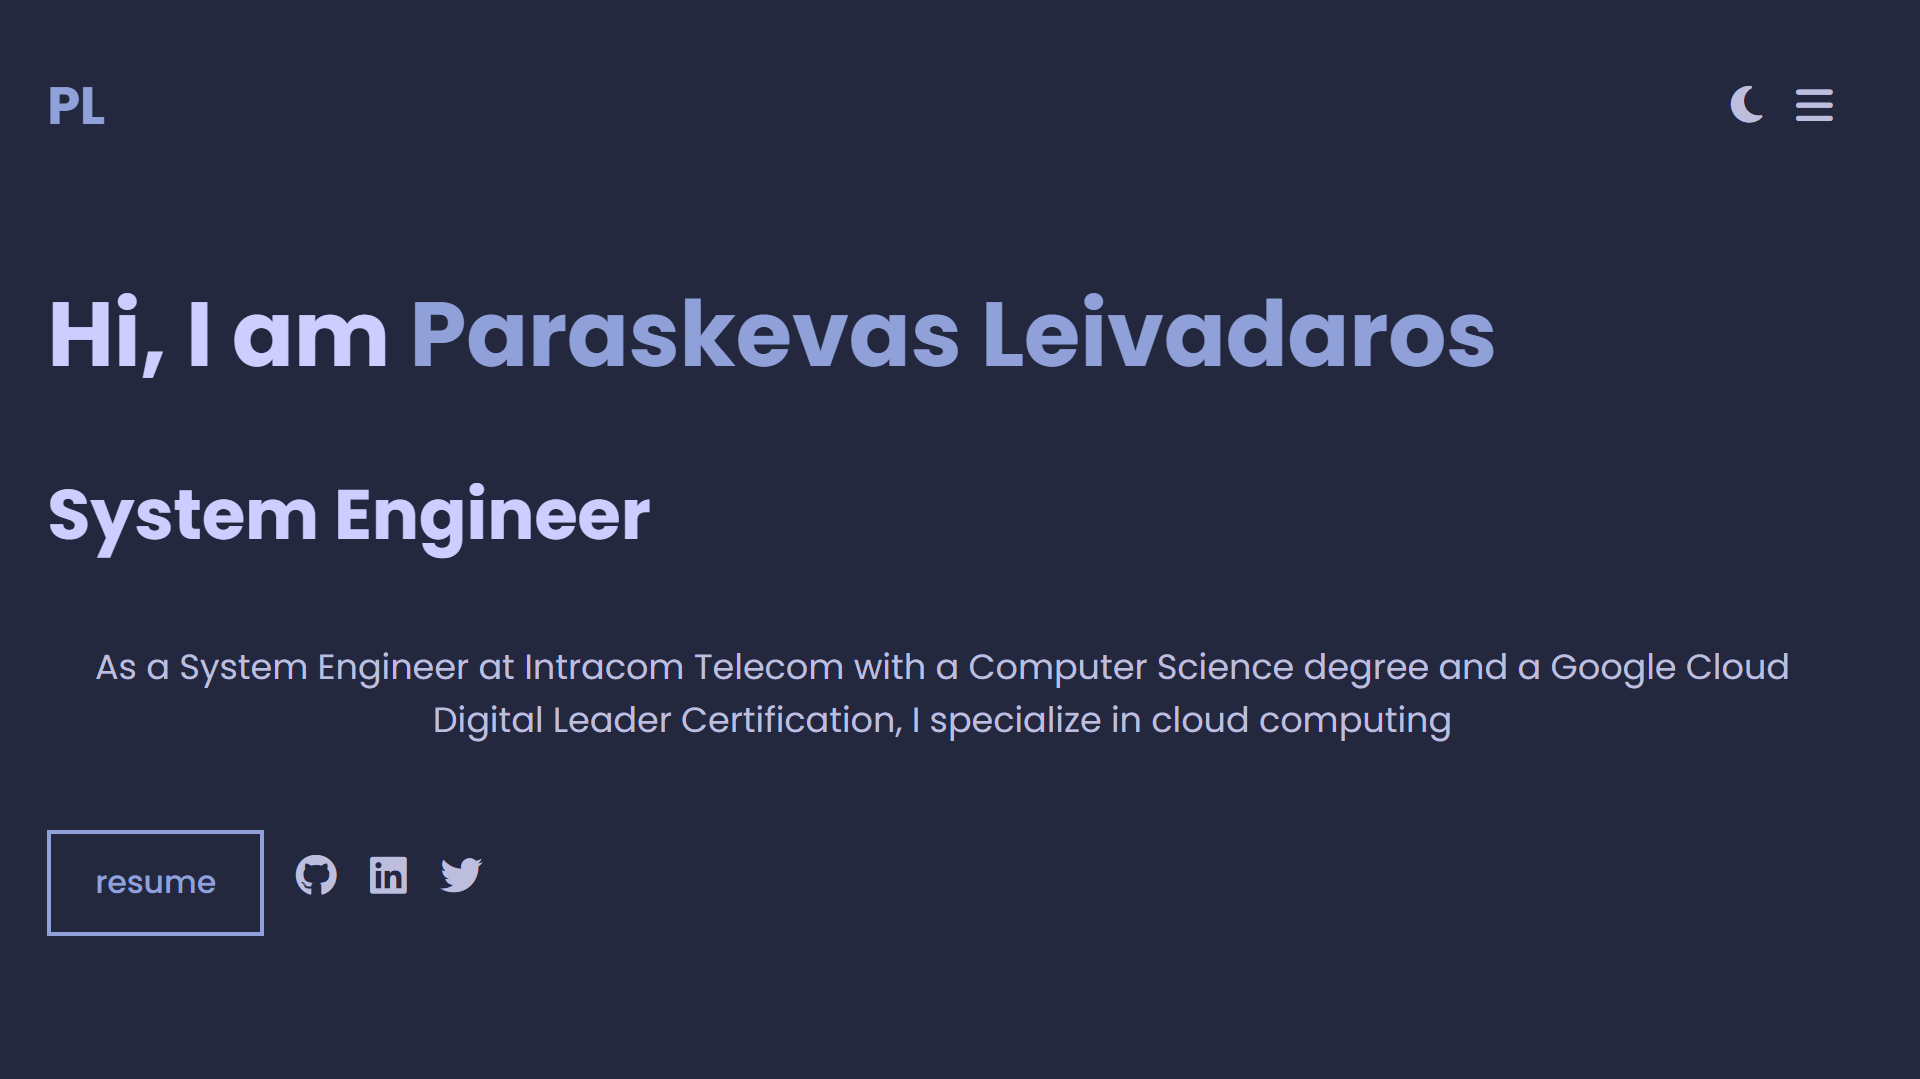 PL
Hi, I am Paraskevas Leivadaros
System Engineer
As a System Engineer at Intracom Telecom with a Computer Science degree and a Google Cloud
Digital Leader Certification, I specialize in cloud computing
resume